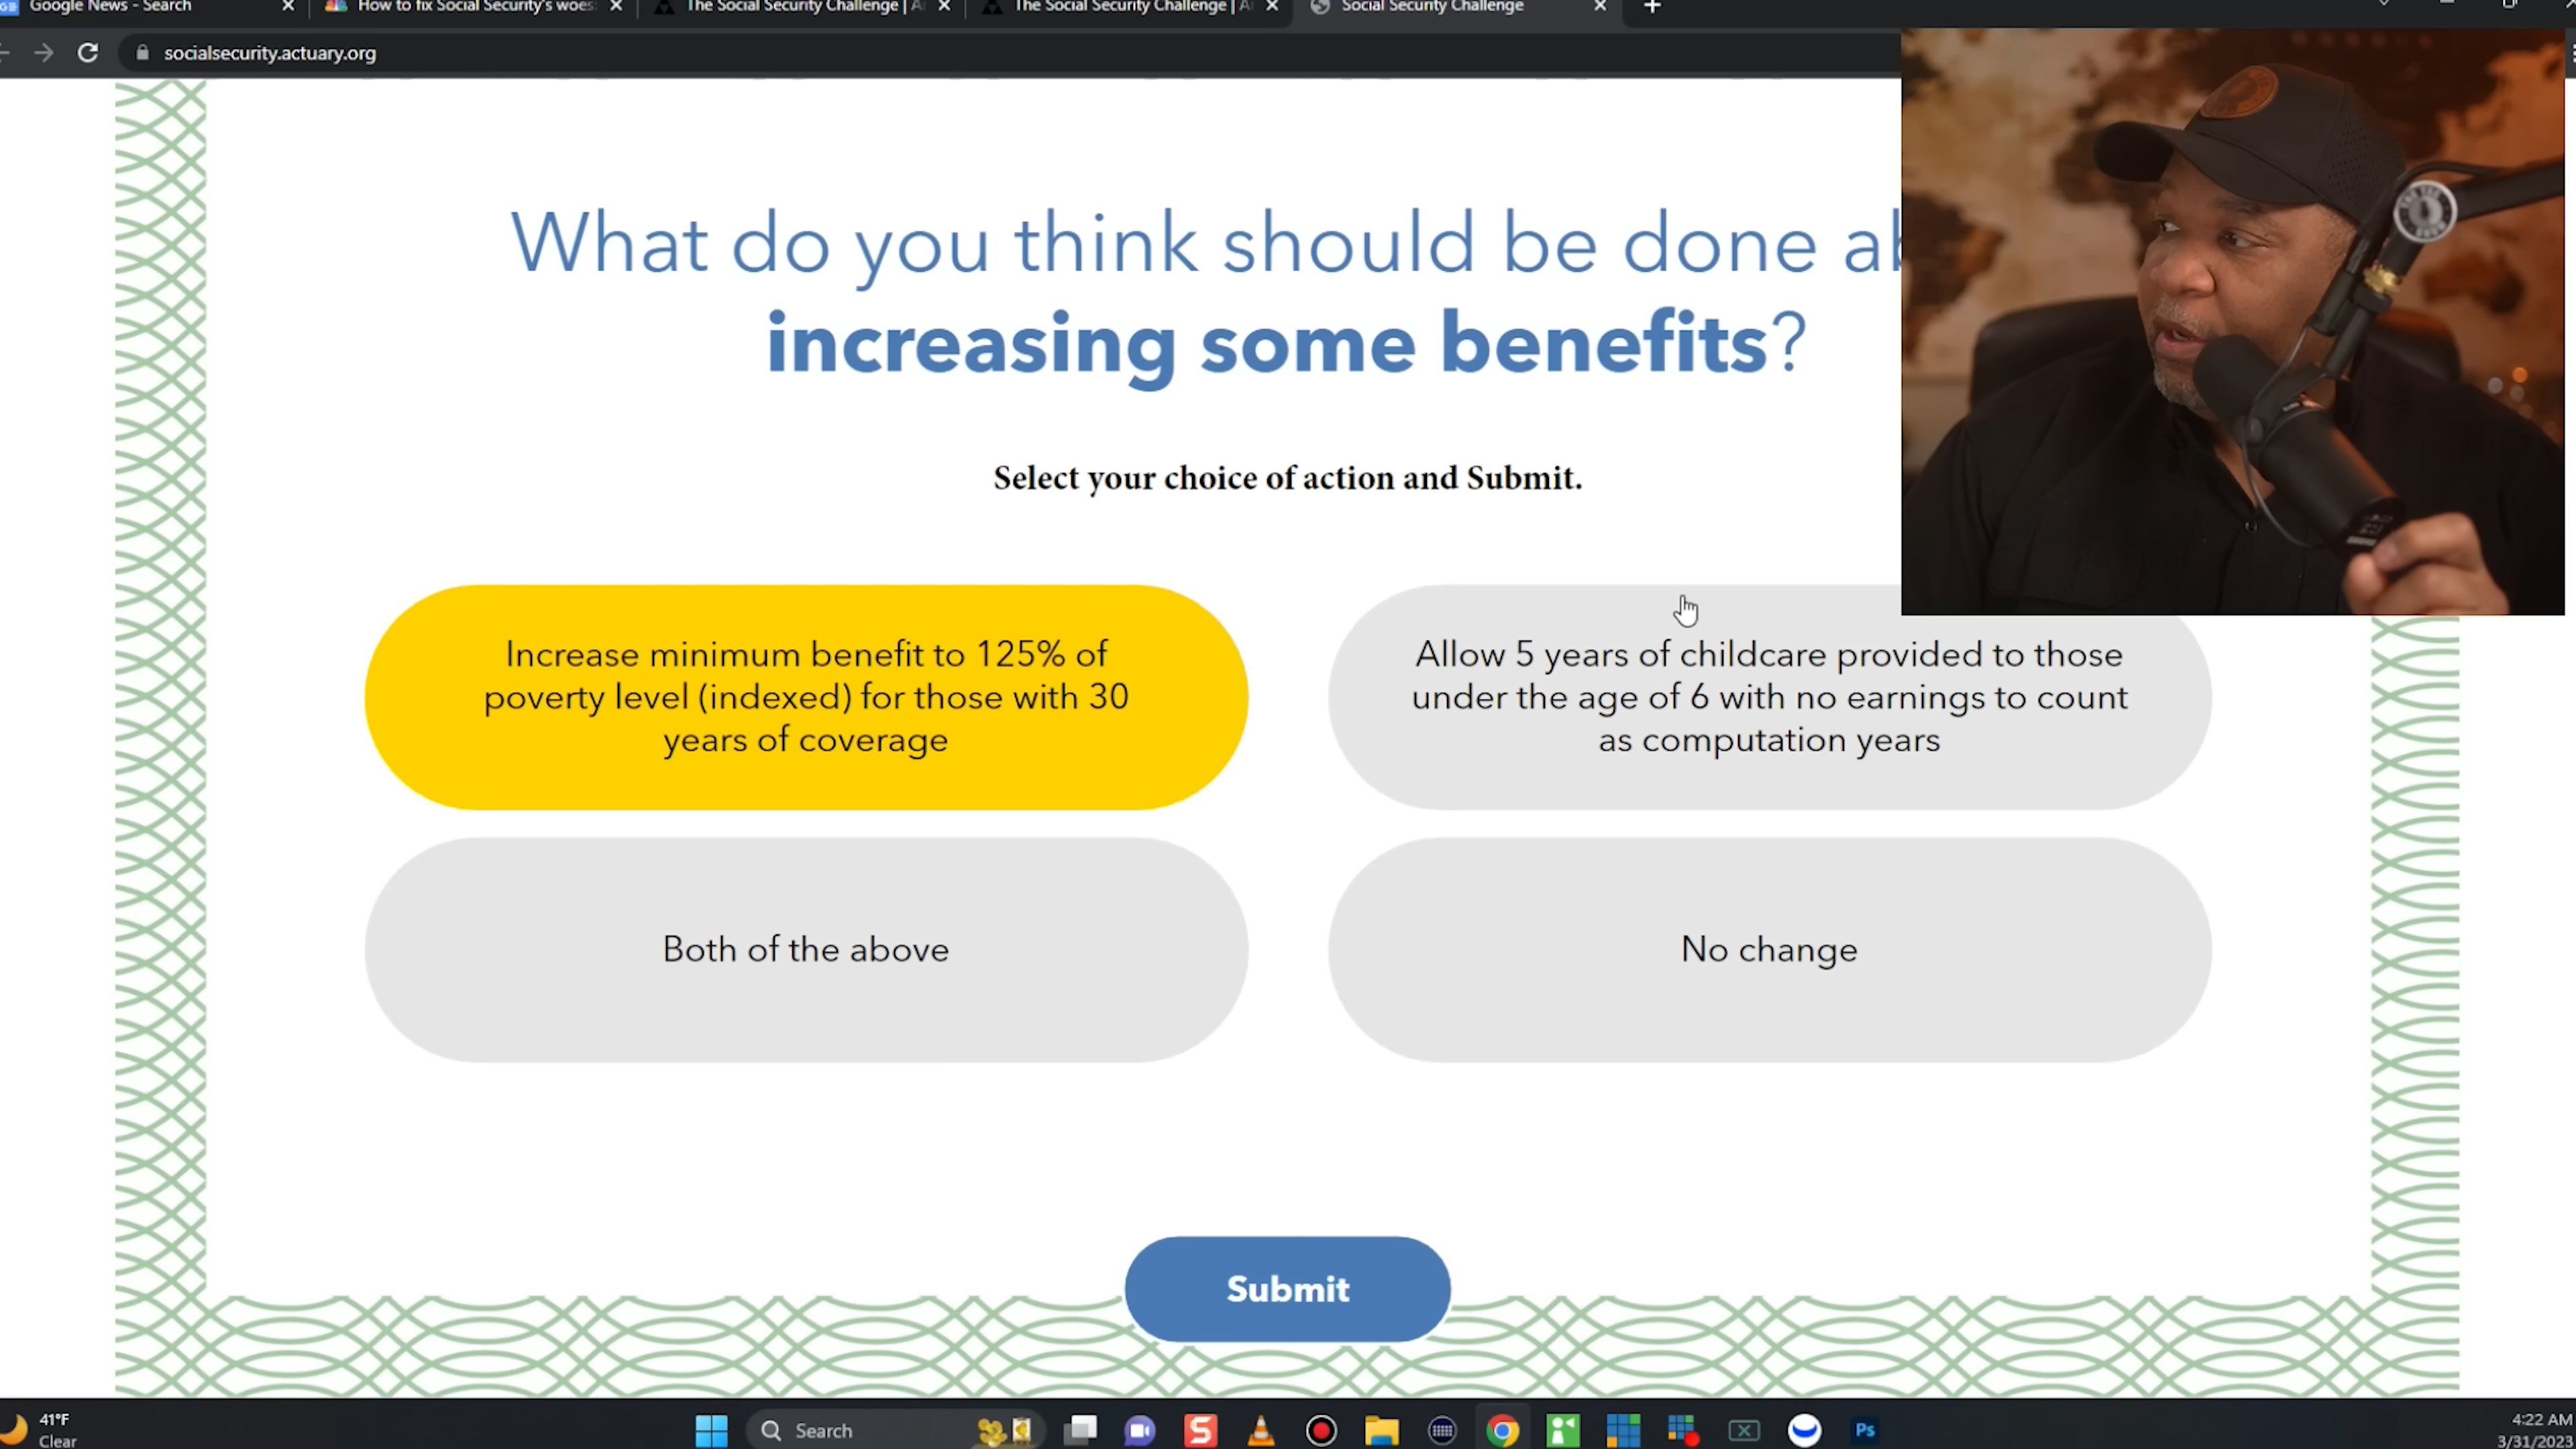 Google News - Search
How to fix Social Security's woes
The Social Security Challenge | A
The Social Security Challenge | A
Social Security Challenge
socialsecurity.actuary.org
What do you think should be done ab
increasing some benefits?
Select your choice of action and Submit.
Increase minimum benefit to 125% of
poverty level (indexed) for those with 30
years of coverage
Allow 5 years of childcare provided to those
under the age of 6 with no earnings to count
as computation years
Both of the above
No change
Submit
41°F
Clear
Search
S
Ps
4:22 AM
3/31/2023